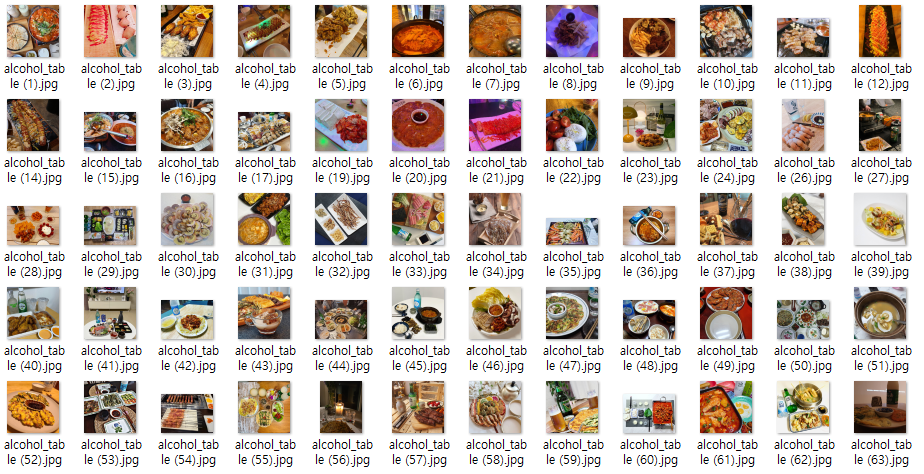 alcohol_tab
le (1).jpg
alcohol_tab
le (2).jpg
alcohol_tab
le (3).jpg
alcohol_tab
le (4).jpg
alcohol_tab
le (5).jpg
alcohol_tab
le (6).jpg
alcohol_tab
le (7).jpg
alcohol_tab
le (8).jpg
alcohol_tab
le (9).jpg
alcohol_tab
le (10).jpg
alcohol_tab
le (11).jpg
alcohol_tab
le (12).jpg
alcohol_tab
le (14).jpg
alcohol_tab
le (15).jpg
alcohol_tab
le (16).jpg
alcohol_tab
le (17).jpg
alcohol_tab
le (19).jpg
alcohol_tab
le (20).jpg
alcohol_tab
le (21).jpg
alcohol_tab
le (22).jpg
alcohol_tab
le (23).jpg
alcohol_tab
le (24).jpg
alcohol_tab
le (26).jpg
alcohol_tab
le (27).jpg
alcohol_tab
le (28).jpg
alcohol_tab
le (29).jpg
alcohol_tab
le (30).jpg
alcohol_tab
le (31).jpg
alcohol_tab
le (32).jpg
alcohol_tab
le (33).jpg
alcohol_tab
le (34).jpg
alcohol_tab
le (35).jpg
alcohol_tab
le (36).jpg
alcohol_tab
le (37).jpg
alcohol_tab
le (38).jpg
alcohol_tab
le (39).jpg
alcohol_tab
le (40).jpg
alcohol_tab
le (41).jpg
alcohol_tab
le (42).jpg
alcohol_tab
le (43).jpg
alcohol_tab
le (44).jpg
alcohol_tab
le (45).jpg
alcohol_tab
le (46).jpg
alcohol_tab
le (47).jpg
alcohol_tab
le (48).jpg
alcohol_tab
le (49).jpg
alcohol_tab
le (50).jpg
alcohol_tab
le (51).jpg
alcohol_tab
le (52).jpg
alcohol_tab
le (53).jpg
alcohol_tab
le (54).jpg
alcohol_tab
le (55).jpg
alcohol_tab
le (56).jpg
alcohol_tab
le (57).jpg
alcohol_tab
le (58).jpg
alcohol_tab
le (59).jpg
alcohol_tab
le (60).jpg
alcohol_tab
le (61).jpg
alcohol_tab
le (62).jpg
alcohol_tab
le (63).jpg